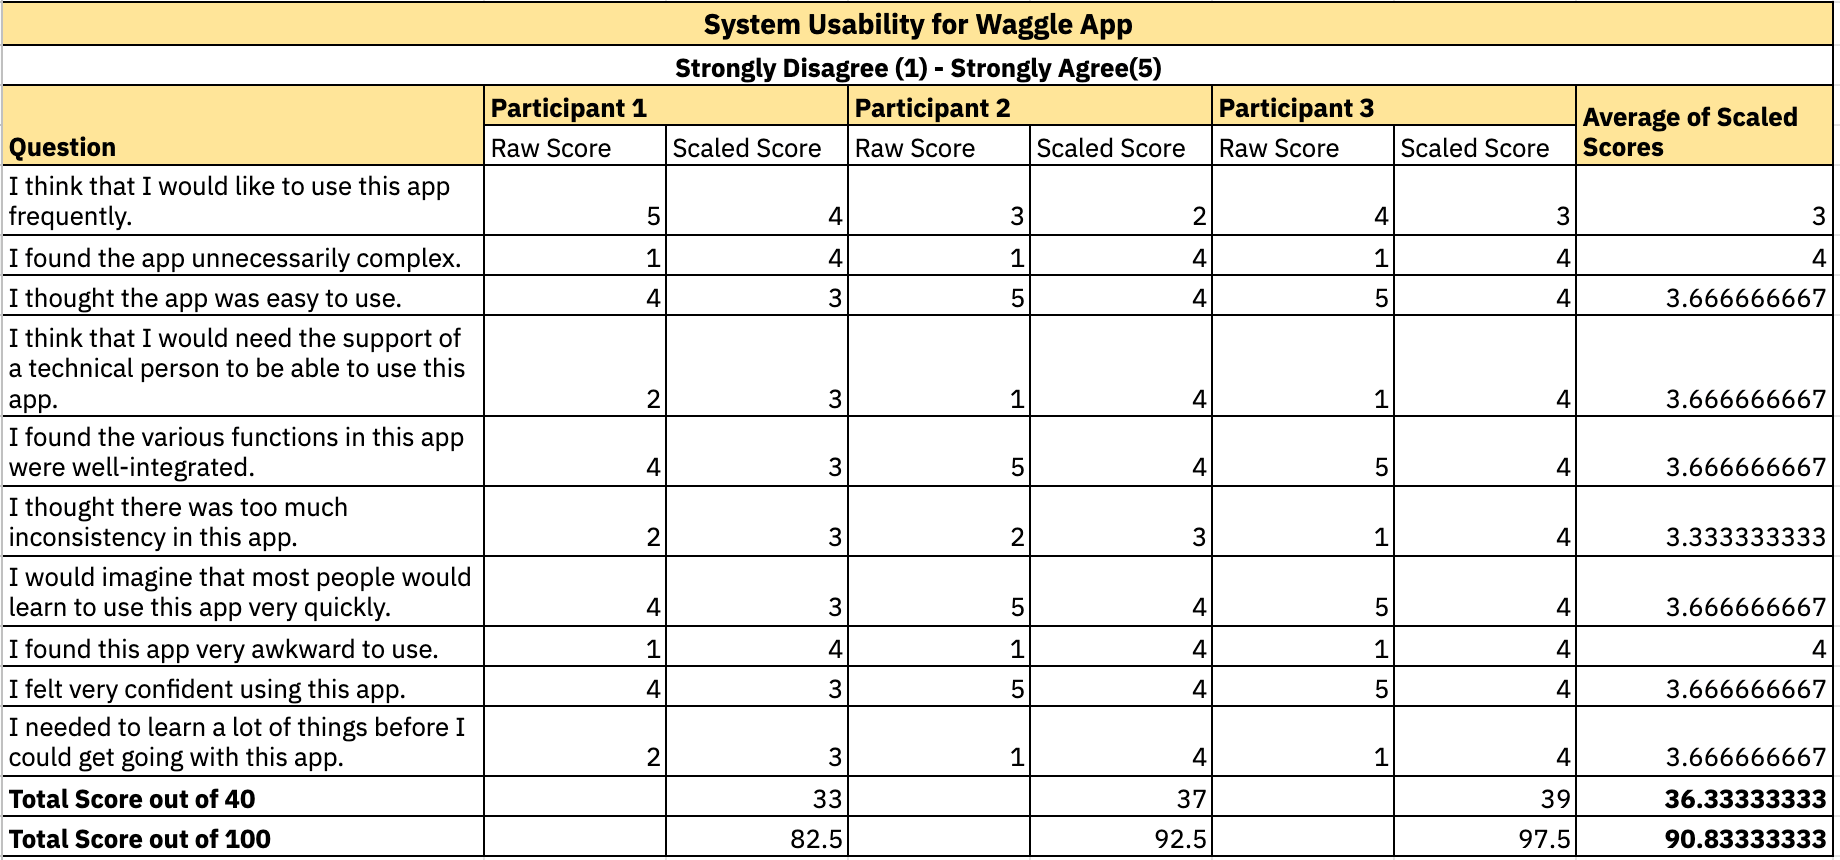 System Usability for Waggle App
Strongly Disagree (1) - Strongly Agree(5)
Question Participant 1 Participant 2 Participant 3 Average of Scaled
Scores
Raw Score Scaled Score Raw Score Scaled Score Raw Score Scaled Score
I think that I would like to use this app
frequently. 5 4 3 2 4 3 3
I found the app unnecessarily complex. 1 4 1 4 1 4 4
I thought the app was easy to use. 4 3 5 4 5 4 3.666666667
I think that I would need the support of
a technical person to be able to use this
app. 2 3 1 4 1 4 3.666666667
I found the various functions in this app
were well-integrated. 4 3 5 4 5 4 3.666666667
I thought there was too much
inconsistency in this app. 2 3 2 3 1 4 3.333333333
I would imagine that most people would
learn to use this app very quickly. 4 3 5 4 5 4 3.666666667
I found this app very awkward to use. 1 4 1 4 1 4 4
I felt very confident using this app. 4 3 5 4 5 4 3.666666667
I needed to learn a lot of things before I
could get going with this app. 2 3 1 4 1 4 3.666666667
Total Score out of 40 33 37 39 36.33333333
Total Score out of 100 82.5 92.5 97.5 90.83333333